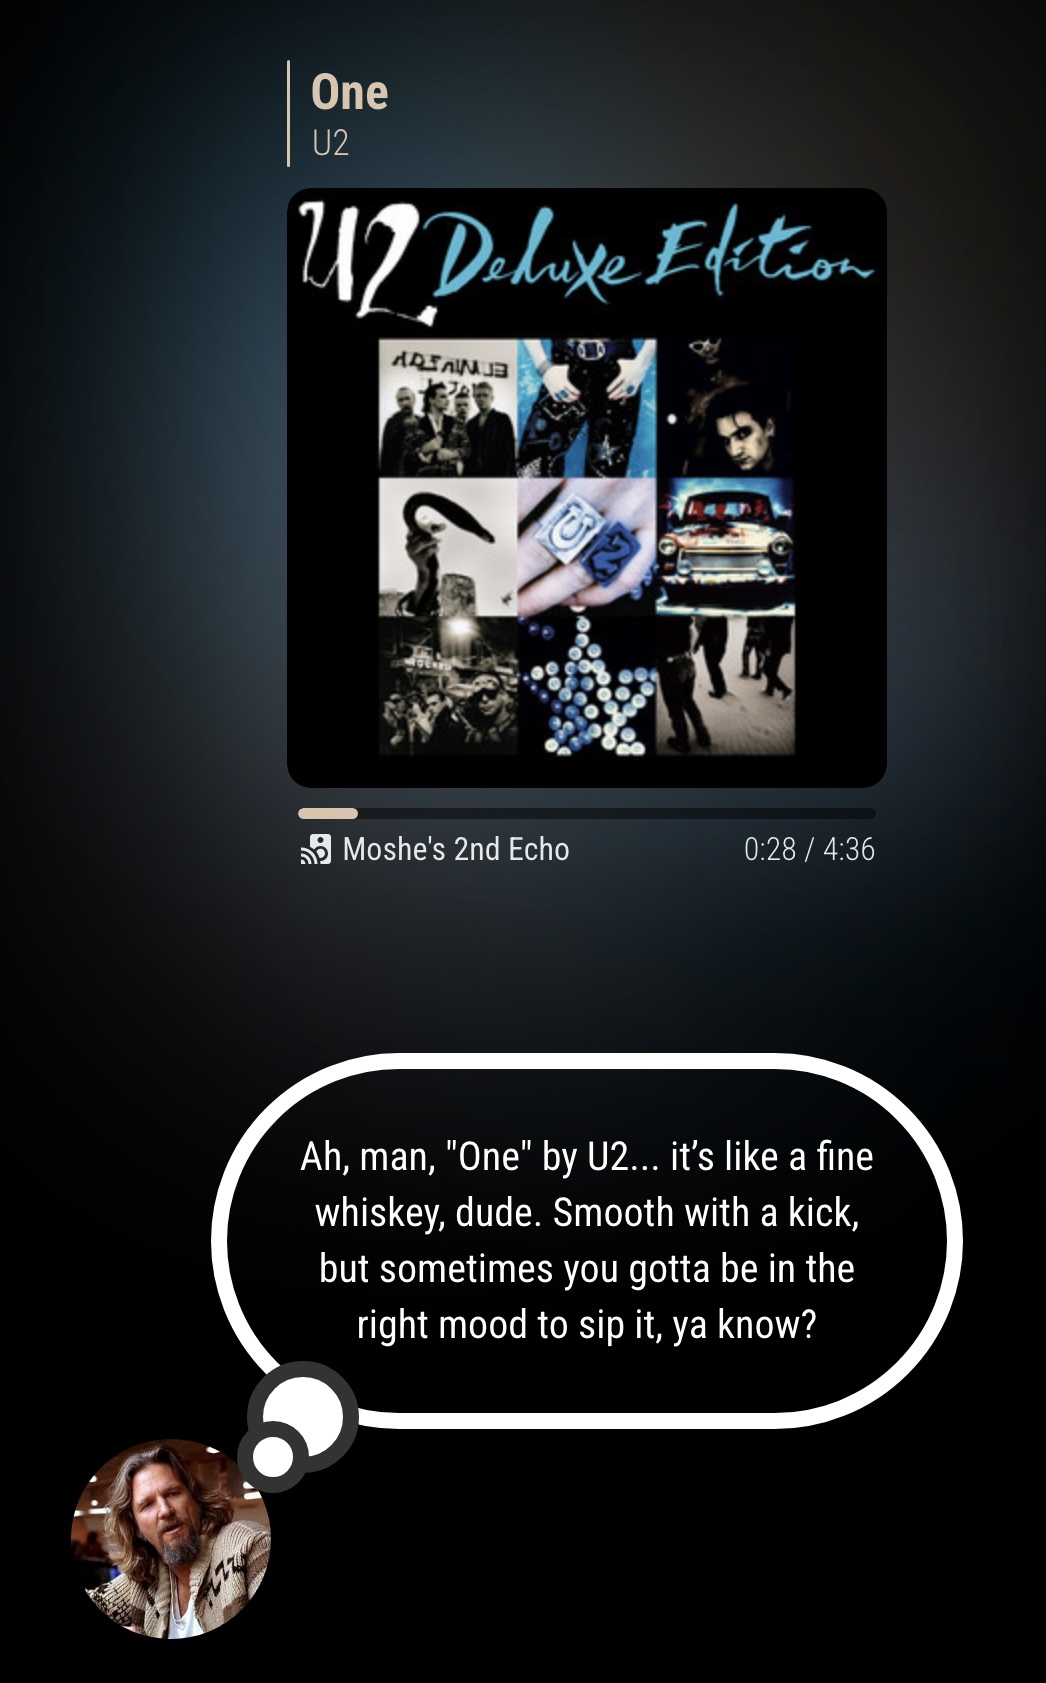 One
U2
U2 Deluxe Edition
Moshe's 2nd Echo
0:28 / 4:36
Ah, man, "One" by U2... it’s like a fine
whiskey, dude. Smooth with a kick,
but sometimes you gotta be in the
right mood to sip it, ya know?